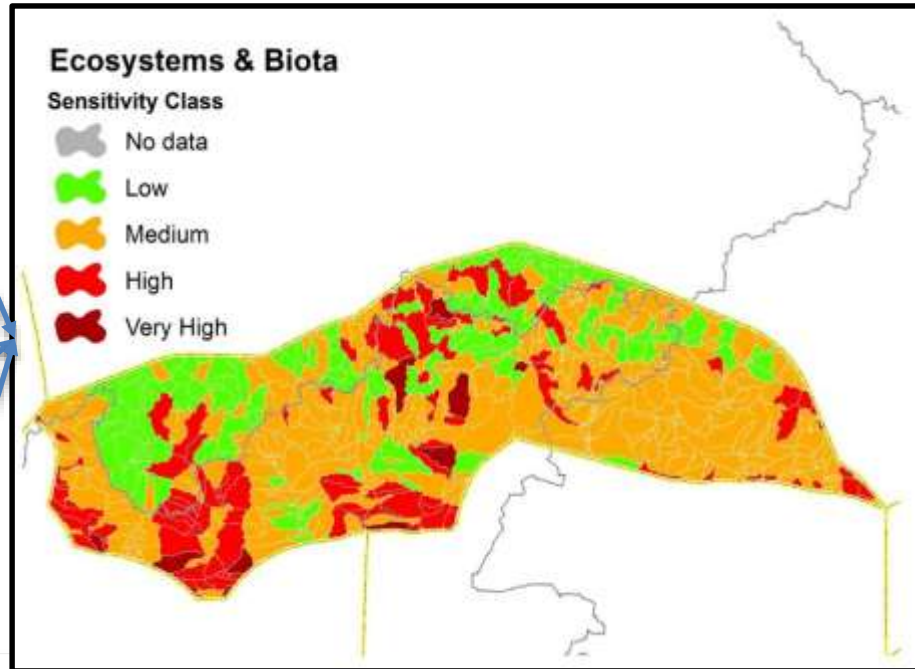 Ecosystems & Biota
Sensitivity Class
No data
Low
Medium
High
Very High